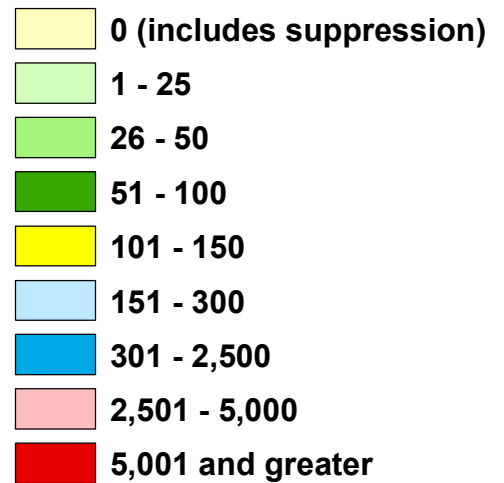 0 (includes suppression)
1 - 25
26 - 50
51 - 100
101 - 150
151 - 300
301 - 2,500
2,501 - 5,000
5,001 and greater